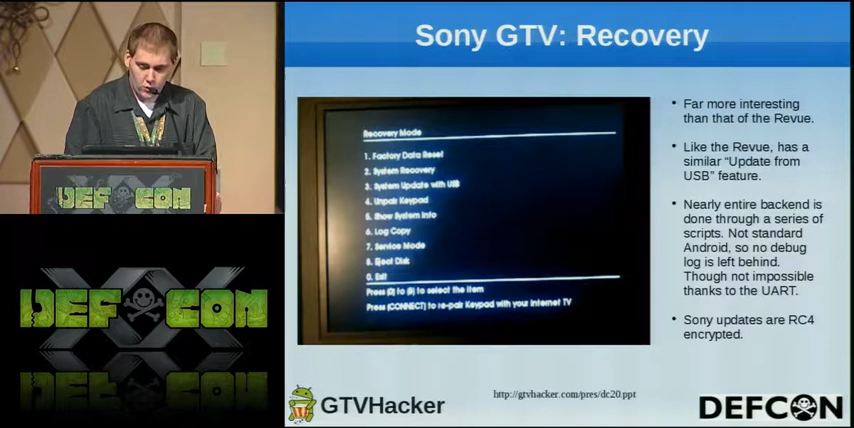 Sony GTV: Recovery
Recovery Mode
1. Factory Data Reset
2. System Recovery
3. System Update with USB
4. Unpair Keypad
5. Show System Info
6. Log Copy
7. Service Mode
8. Eject Disk
0. Exit
Press [0] to [8] to select the item
Press [CONNECT] to re-pair Keypad with your Internet TV
• Far more interesting
than that of the Revue.
• Like the Revue, has a
similar “Update from
USB” feature.
• Nearly entire backend is
done through a series of
scripts. Not standard
Android, so no debug
log is left behind.
Though not impossible
thanks to the UART.
• Sony updates are RC4
encrypted.
DEF CON
DEF CON
XX
DEF CON
GTVHacker
http://gtvhacker.com/pres/dc20.ppt
DEFCON